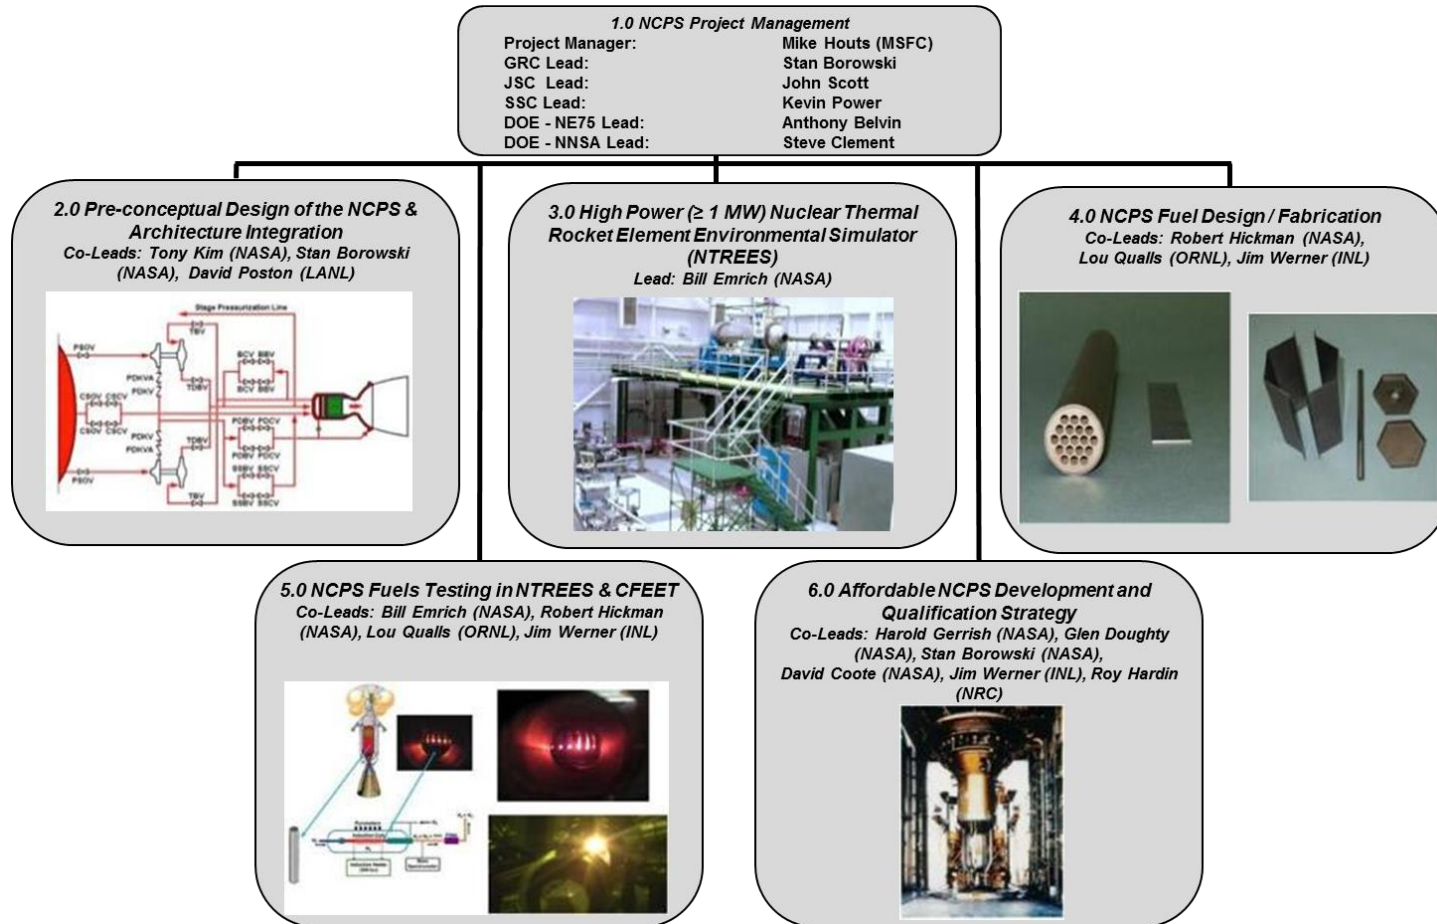 1.0 NCPS Project Management
Project Manager: Mike Houts (MSFC)
GRC Lead: Stan Borowski
JSC Lead: John Scott
SSC Lead: Kevin Power
DOE - NE75 Lead: Anthony Belvin
DOE - NNSA Lead: Steve Clement
2.0 Pre-conceptual Design of the NCPS &
Architecture Integration
Co-Leads: Tony Kim (NASA), Stan Borowski
(NASA), David Poston (LANL)
Stage Pressurization Line
TBV
PSOV
BCV BBV
PDKVA
PDKV
BCV BBV
TDBV
CSOV CSCV
CSOV CSCV
PDBV PDCV
PDKV
PDKVA
TDBV
PDBV PDCV
SSBV SSCV
PSOV
TBV
SSBV SSCV
3.0 High Power (≥ 1 MW) Nuclear Thermal
Rocket Element Environmental Simulator
(NTREES)
Lead: Bill Emrich (NASA)
4.0 NCPS Fuel Design / Fabrication
Co-Leads: Robert Hickman (NASA),
Lou Qualls (ORNL), Jim Werner (INL)
5.0 NCPS Fuels Testing in NTREES & CFEET
Co-Leads: Bill Emrich (NASA), Robert Hickman
(NASA), Lou Qualls (ORNL), Jim Werner (INL)
6.0 Affordable NCPS Development and
Qualification Strategy
Co-Leads: Harold Gerrish (NASA), Glen Doughty
(NASA), Stan Borowski (NASA),
David Coote (NASA), Jim Werner (INL), Roy Hardin
(NRC)